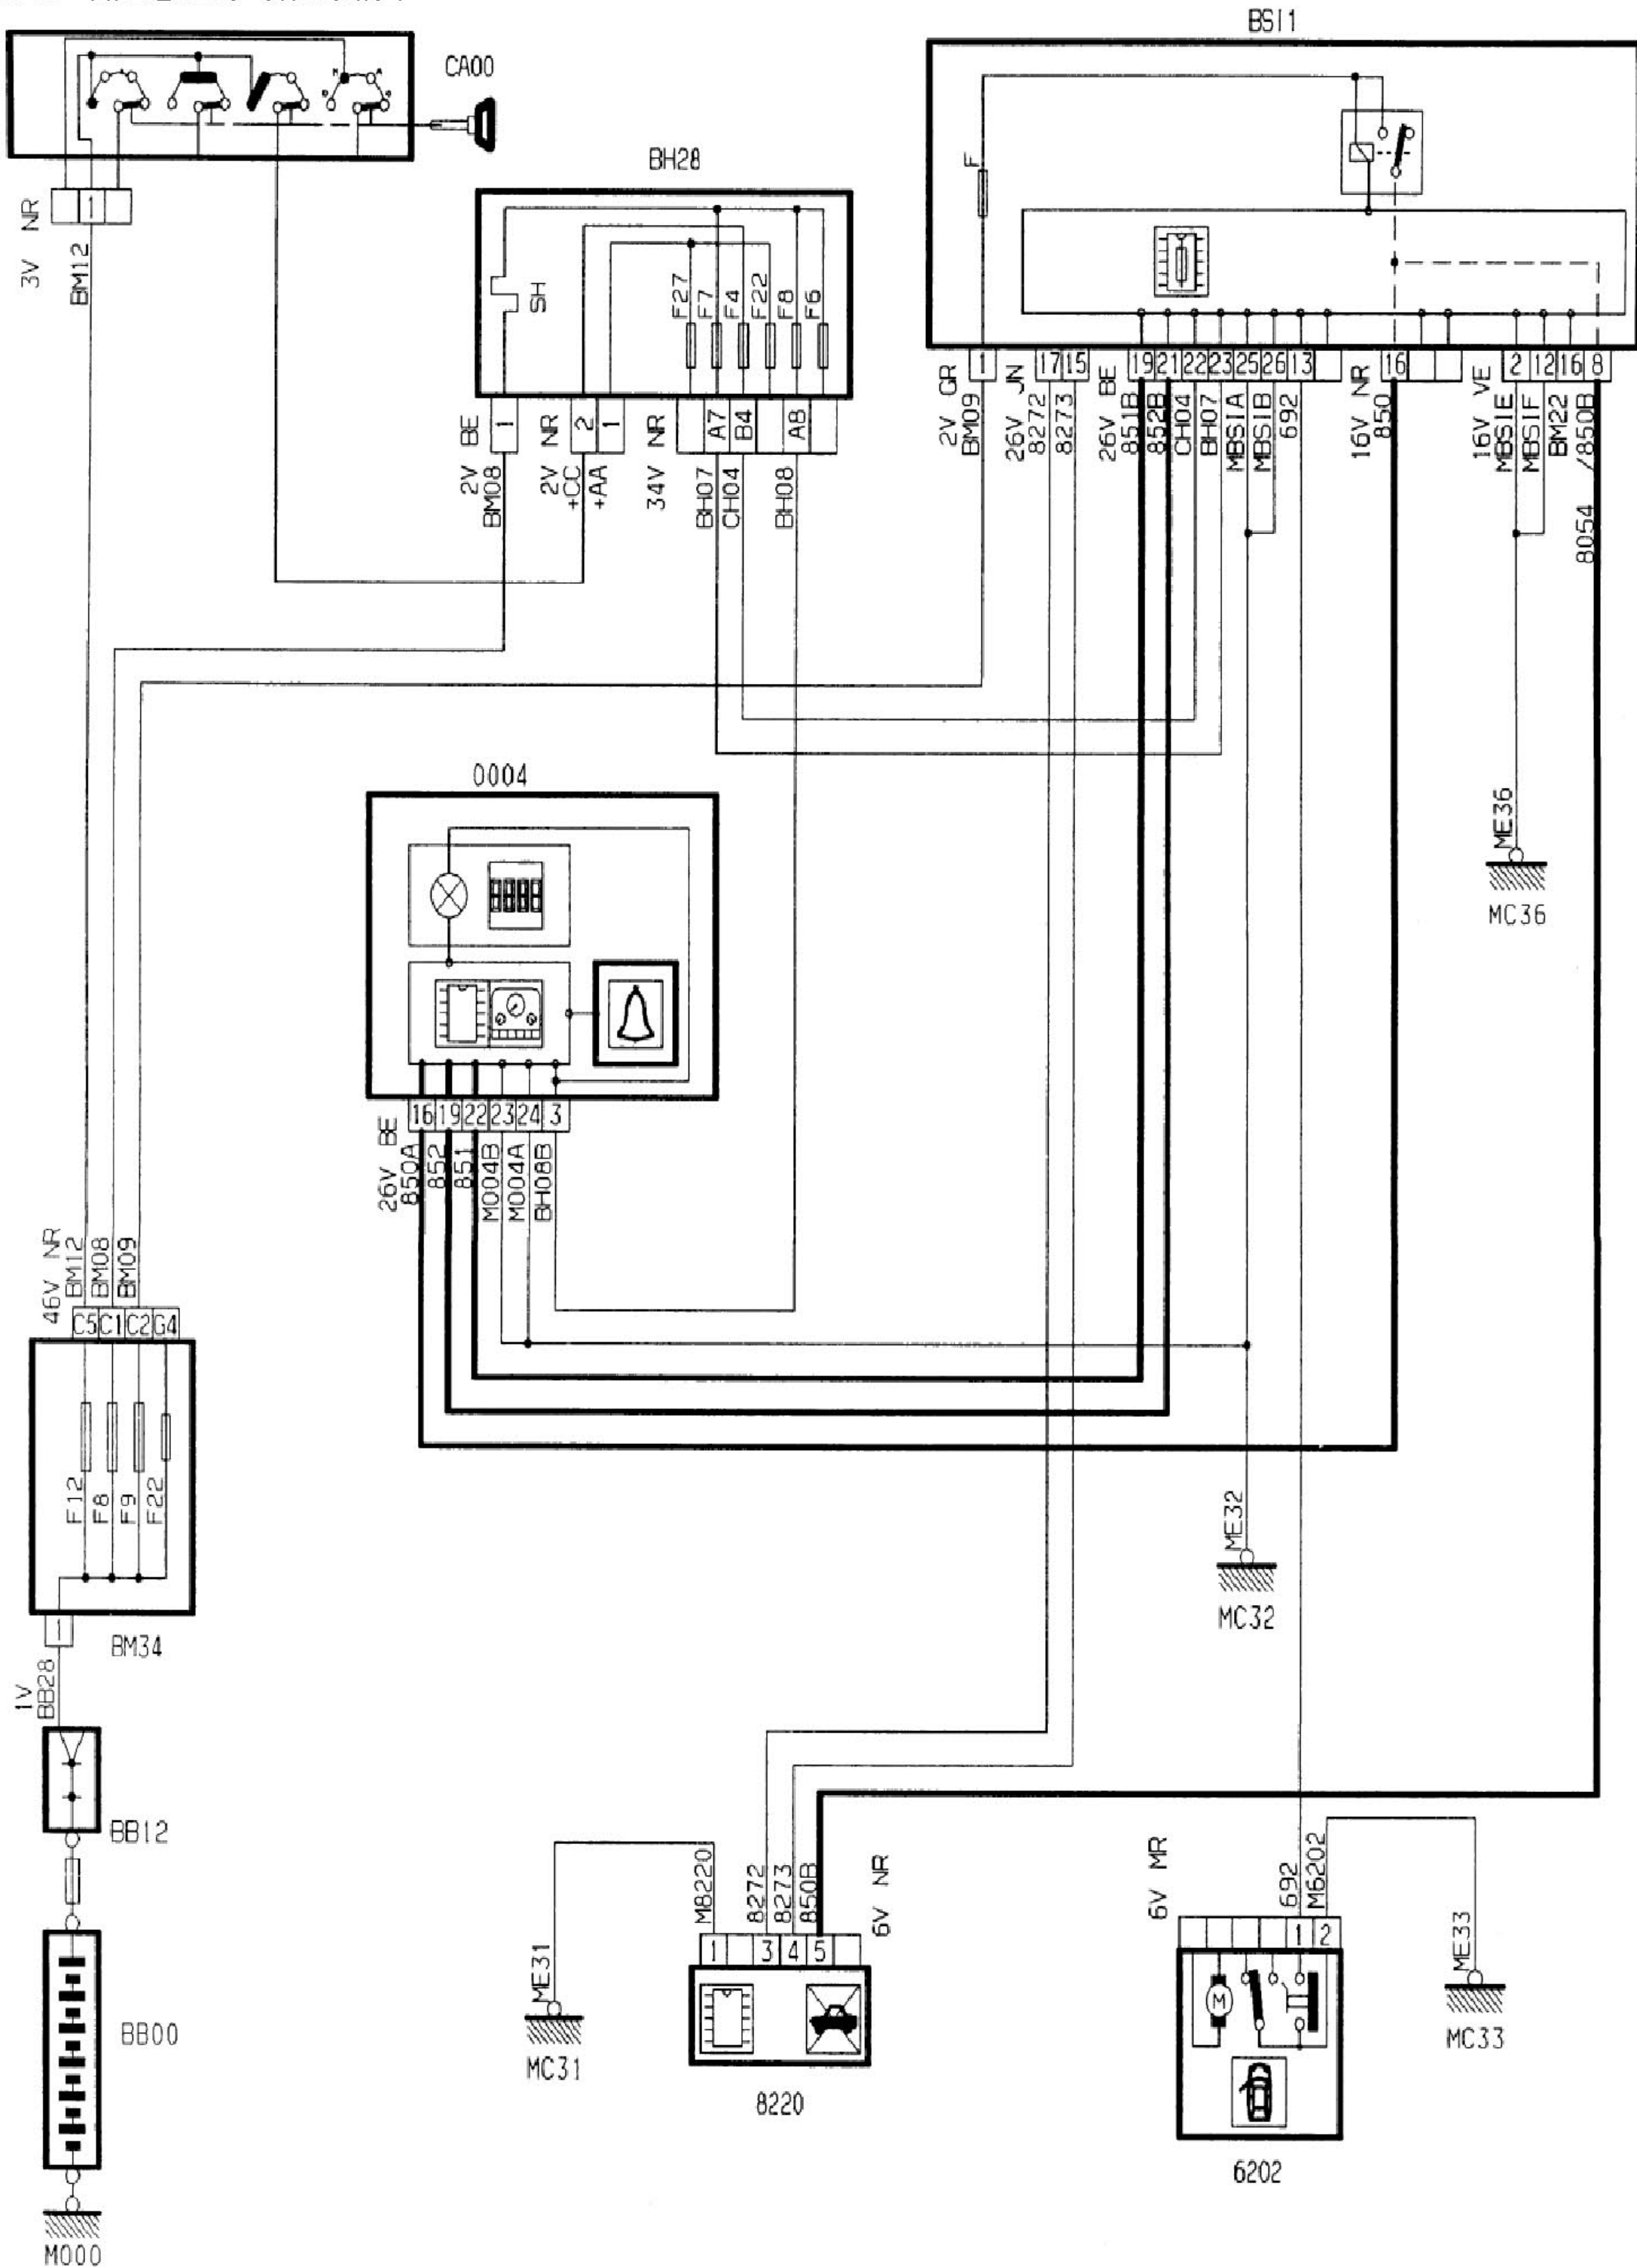 BSI1
CA00
BH28
3V NR
1
BM12
F
SH
F27
F7
F4
F22
F8
F6
2V BE
1
BM08
2V NR
2
1
+CC
+AA
34V NR
A7
B4
A8
BH07
CH04
BH08
2V GR
1
BM09
26V JN
17
15
8272
8273
26V BE
19
21
22
23
25
26
13
851B
852B
CH04
BH07
MBSIA
MBSIB
692
16V NR
16
850
16V VE
2
12
16
8
MBSIE
MBSIF
BM22
8054 /850B
0004
26V BE
16
19
22
23
24
3
850A
852
851
M004B
M004A
BH08B
ME36
MC36
46V NR
BM12
BM08
BM09
C5
C1
C2
G4
F12
F8
F9
F22
1
BM34
1V
BB28
BB12
BB00
M000
ME32
MC32
ME31
MC31
M8220
8272
8273
850B
6V NR
1
3
4
5
8220
6V MR
692
M6202
1
2
M
6202
ME33
MC33